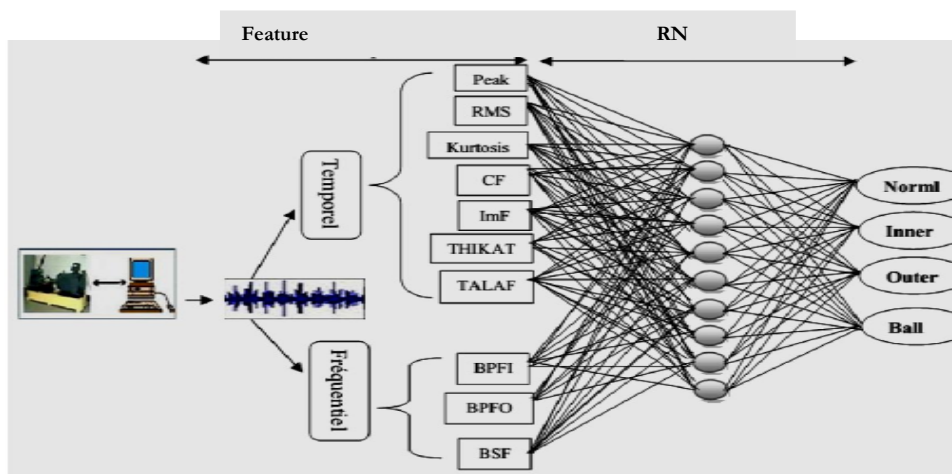 Feature
RN
Peak
RMS
Kurtosis
CF
ImF
THIKAT
TALAF
Temporel
Fréquentiel
BPFI
BPFO
BSF
Norml
Inner
Outer
Ball